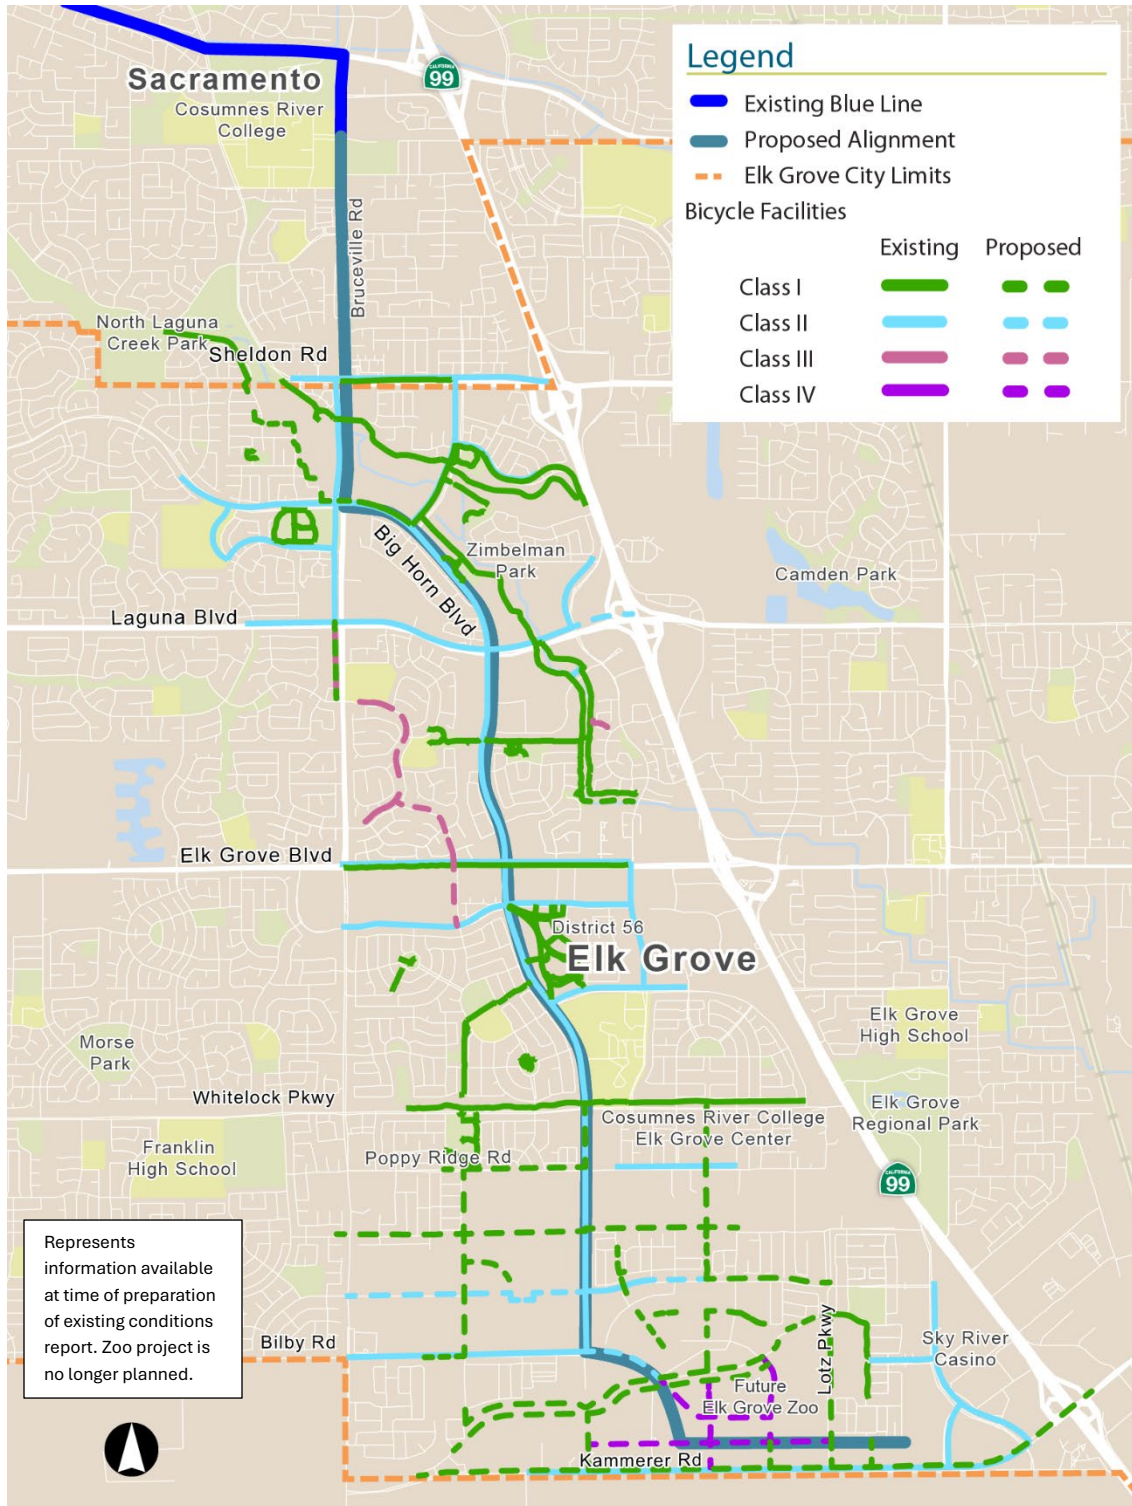 Sacramento
Cosumnes River
College
CALIFORNIA
99
Legend
Existing Blue Line
Proposed Alignment
Elk Grove City Limits
Bicycle Facilities
Existing Proposed
Class I
Class II
Class III
Class IV
Bruceville Rd
North Laguna
Creek Park
Sheldon Rd
Big Horn Blvd
Zimbelman
Park
Camden Park
Laguna Blvd
Elk Grove Blvd
District 56
Elk Grove
Elk Grove
High School
Morse
Park
Whitelock Pkwy
Cosumnes River College
Elk Grove Center
Elk Grove
Regional Park
Franklin
High School
Poppy Ridge Rd
CALIFORNIA
99
Represents
information available
at time of preparation
of existing conditions
report. Zoo project is
no longer planned.
Bilby Rd
Lotz Pkwy
Sky River
Casino
Future
Elk Grove Zoo
Kammerer Rd